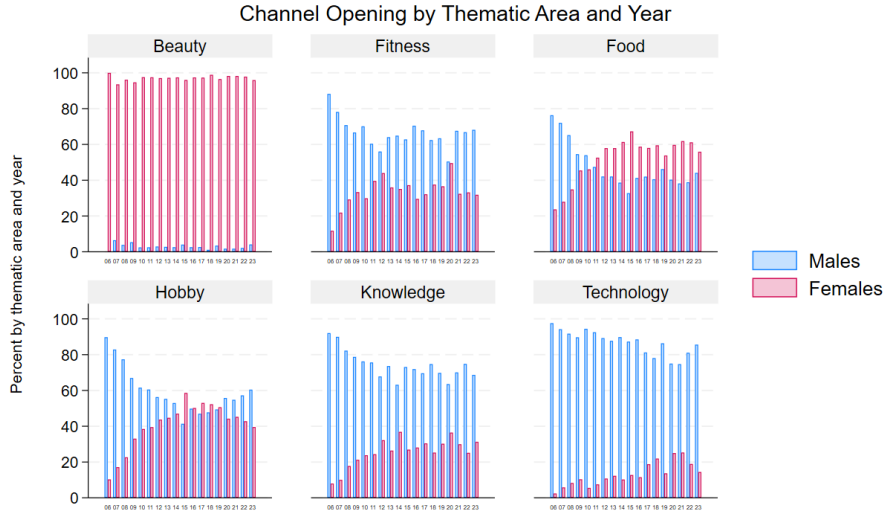 Channel Opening by Thematic Area and Year
Beauty Fitness Food
Percent by thematic area and year
100
80
60
40
20
0
06 07 08 09 10 11 12 13 14 15 16 17 18 19 20 21 22 23
06 07 08 09 10 11 12 13 14 15 16 17 18 19 20 21 22 23
06 07 08 09 10 11 12 13 14 15 16 17 18 19 20 21 22 23
Males
Females
Hobby Knowledge Technology
100
80
60
40
20
0
06 07 08 09 10 11 12 13 14 15 16 17 18 19 20 21 22 23
06 07 08 09 10 11 12 13 14 15 16 17 18 19 20 21 22 23
06 07 08 09 10 11 12 13 14 15 16 17 18 19 20 21 22 23